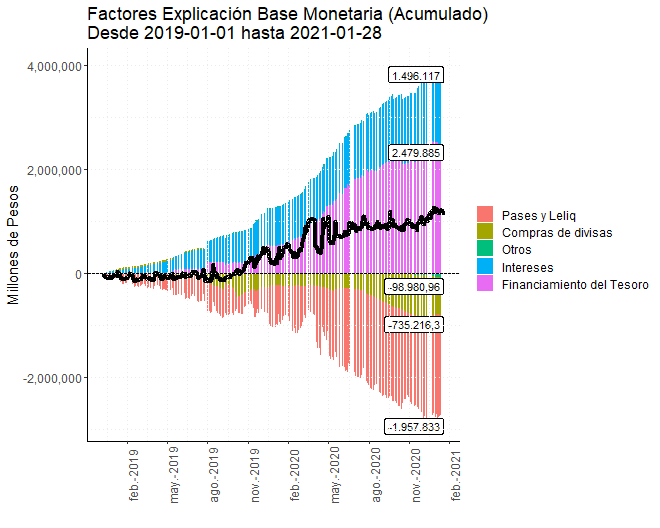 Factores Explicación Base Monetaria (Acumulado)
Desde 2019-01-01 hasta 2021-01-28
Millones de Pesos
4,000,000
2,000,000
0
-2,000,000
1.496.117
2.479.885
-98.980,96
-735.216,3
-1.957.833
feb.-2019
may.-2019
ago.-2019
nov.-2019
feb.-2020
may.-2020
ago.-2020
nov.-2020
feb.-2021
Pases y Leliq
Compras de divisas
Otros
Intereses
Financiamiento del Tesoro